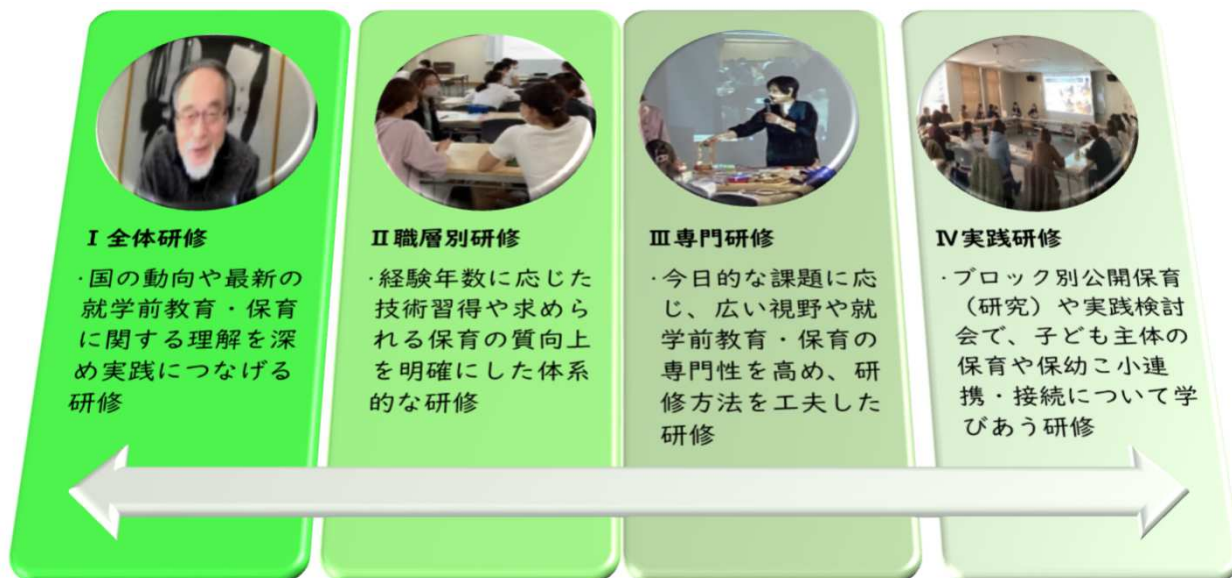 Ⅰ 全体研修
・国の動向や最新の
就学前教育・保育
に関する理解を深
め実践につなげる
研修
Ⅱ職層別研修
・経験年数に応じた
技術習得や求めら
れる保育の質向上
を明確にした体系
的な研修
Ⅲ専門研修
・今日的な課題に応
じ、広い視野や就
学前教育・保育の
専門性を高め、研
修方法を工夫した
研修
Ⅳ実践研修
・ブロック別公開保育
（研究）や実践検討
会で、子ども主体の
保育や保幼こ小連
携・接続について学
びあう研修